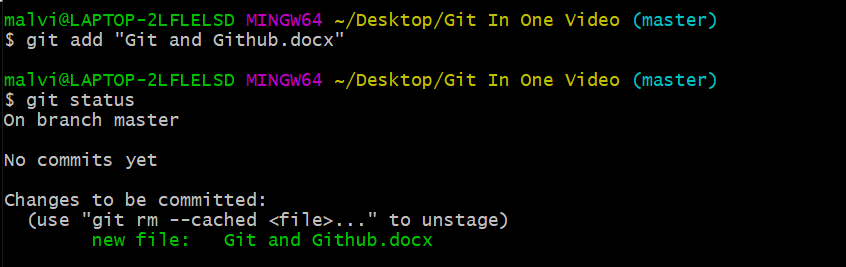 malvi@LAPTOP-2LFLELSD MINGW64 ~/Desktop/Git In One Video (master)
$ git add "Git and Github.docx"
malvi@LAPTOP-2LFLELSD MINGW64 ~/Desktop/Git In One Video (master)
$ git status
On branch master
No commits yet
Changes to be committed:
  (use "git rm --cached <file>..." to unstage)
        new file:   Git and Github.docx